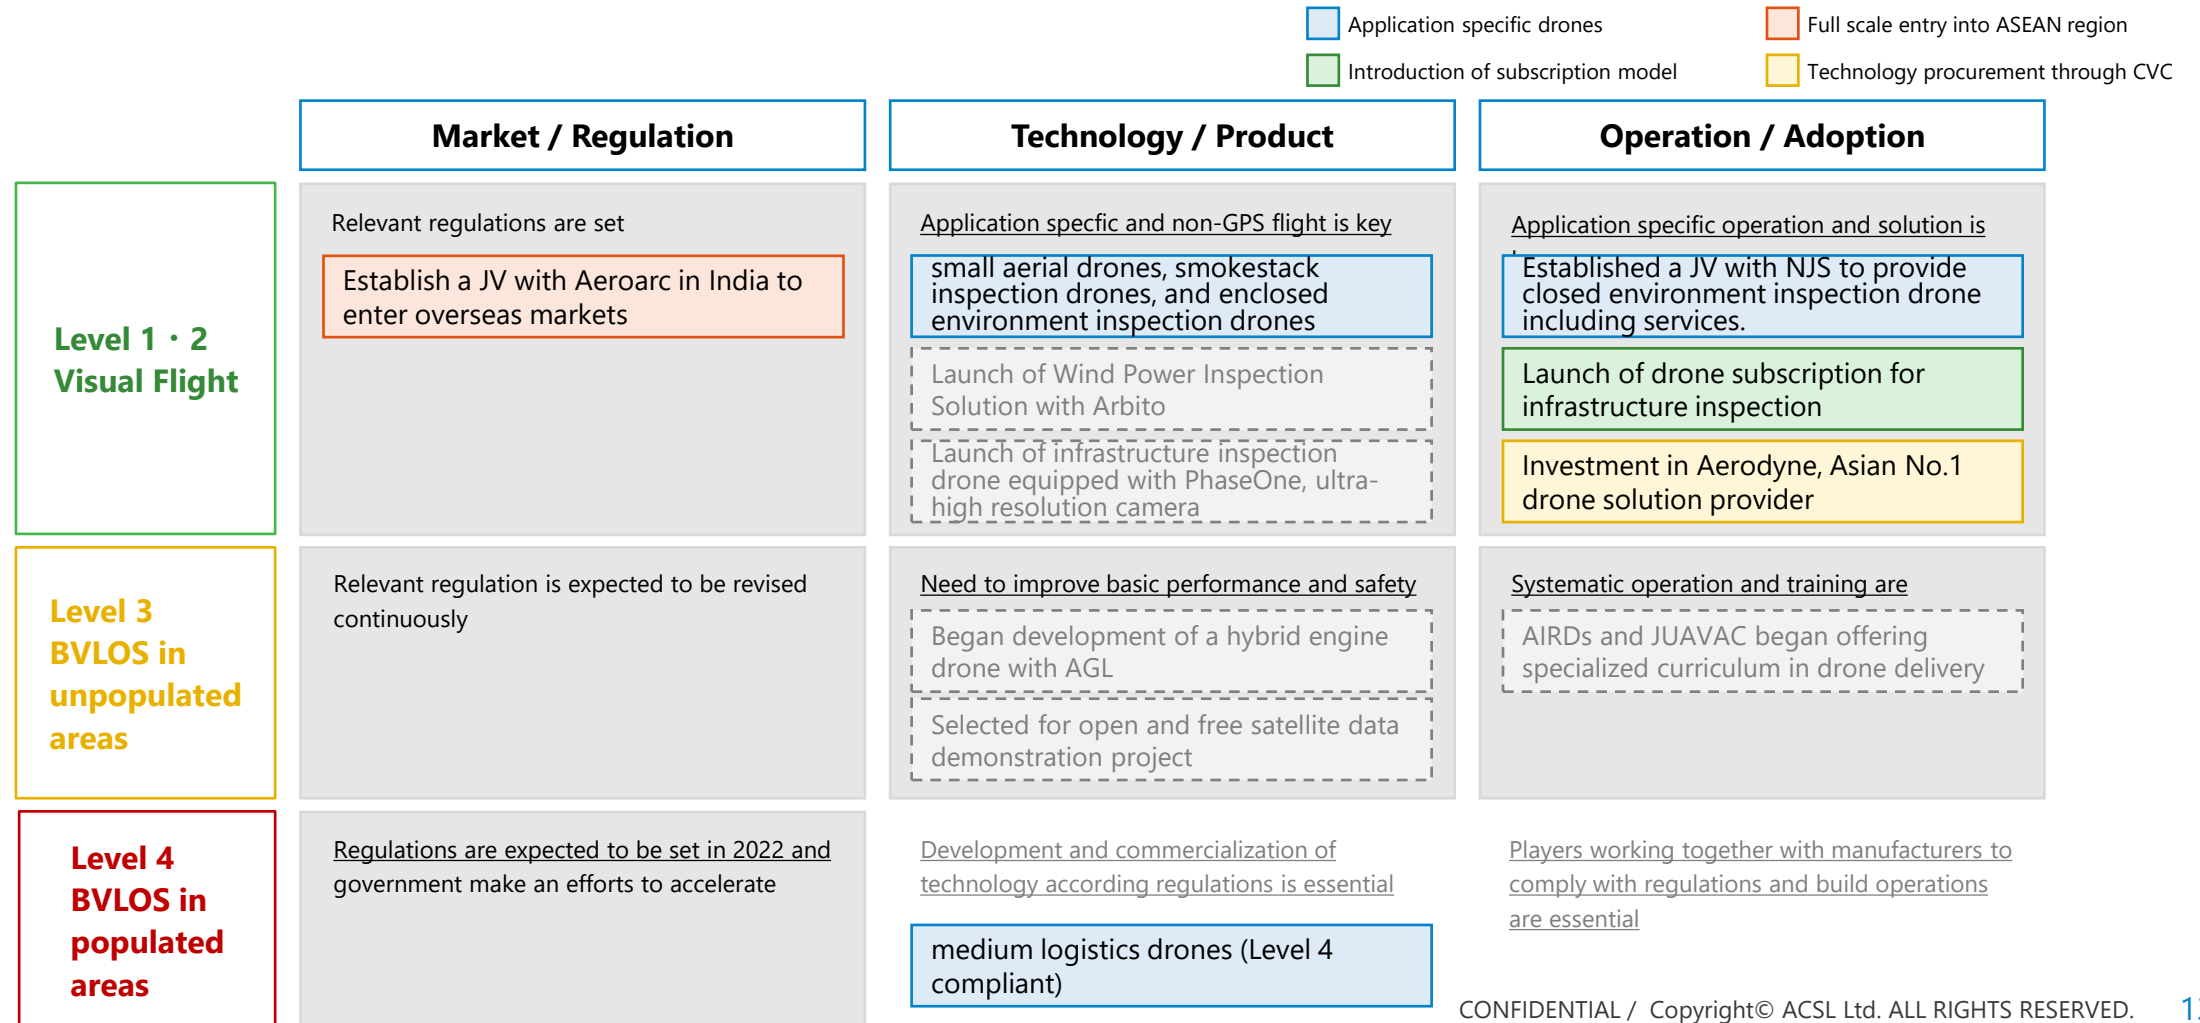 Application specific drones
Full scale entry into ASEAN region
Introduction of subscription model
Technology procurement through CVC
Market / Regulation
Technology / Product
Operation / Adoption
Level 1・2
Visual Flight
Relevant regulations are set
Establish a JV with Aeroarc in India to
enter overseas markets
Application specfic and non-GPS flight is key
small aerial drones, smokestack
inspection drones, and enclosed
environment inspection drones
Launch of Wind Power Inspection
Solution with Arbito
Launch of infrastructure inspection
drone equipped with PhaseOne, ultra-
high resolution camera
Application specific operation and solution is
Established a JV with NJS to provide
closed environment inspection drone
including services.
Launch of drone subscription for
infrastructure inspection
Investment in Aerodyne, Asian No.1
drone solution provider
Level 3
BVLOS in
unpopulated
areas
Relevant regulation is expected to be revised
continuously
Need to improve basic performance and safety
Began development of a hybrid engine
drone with AGL
Selected for open and free satellite data
demonstration project
Systematic operation and training are
AIRDs and JUAVAC began offering
specialized curriculum in drone delivery
Level 4
BVLOS in
populated
areas
Regulations are expected to be set in 2022 and
government make an efforts to accelerate
Development and commercialization of
technology according regulations is essential
medium logistics drones (Level 4
compliant)
Players working together with manufacturers to
comply with regulations and build operations
are essential
CONFIDENTIAL / Copyright© ACSL Ltd. ALL RIGHTS RESERVED.